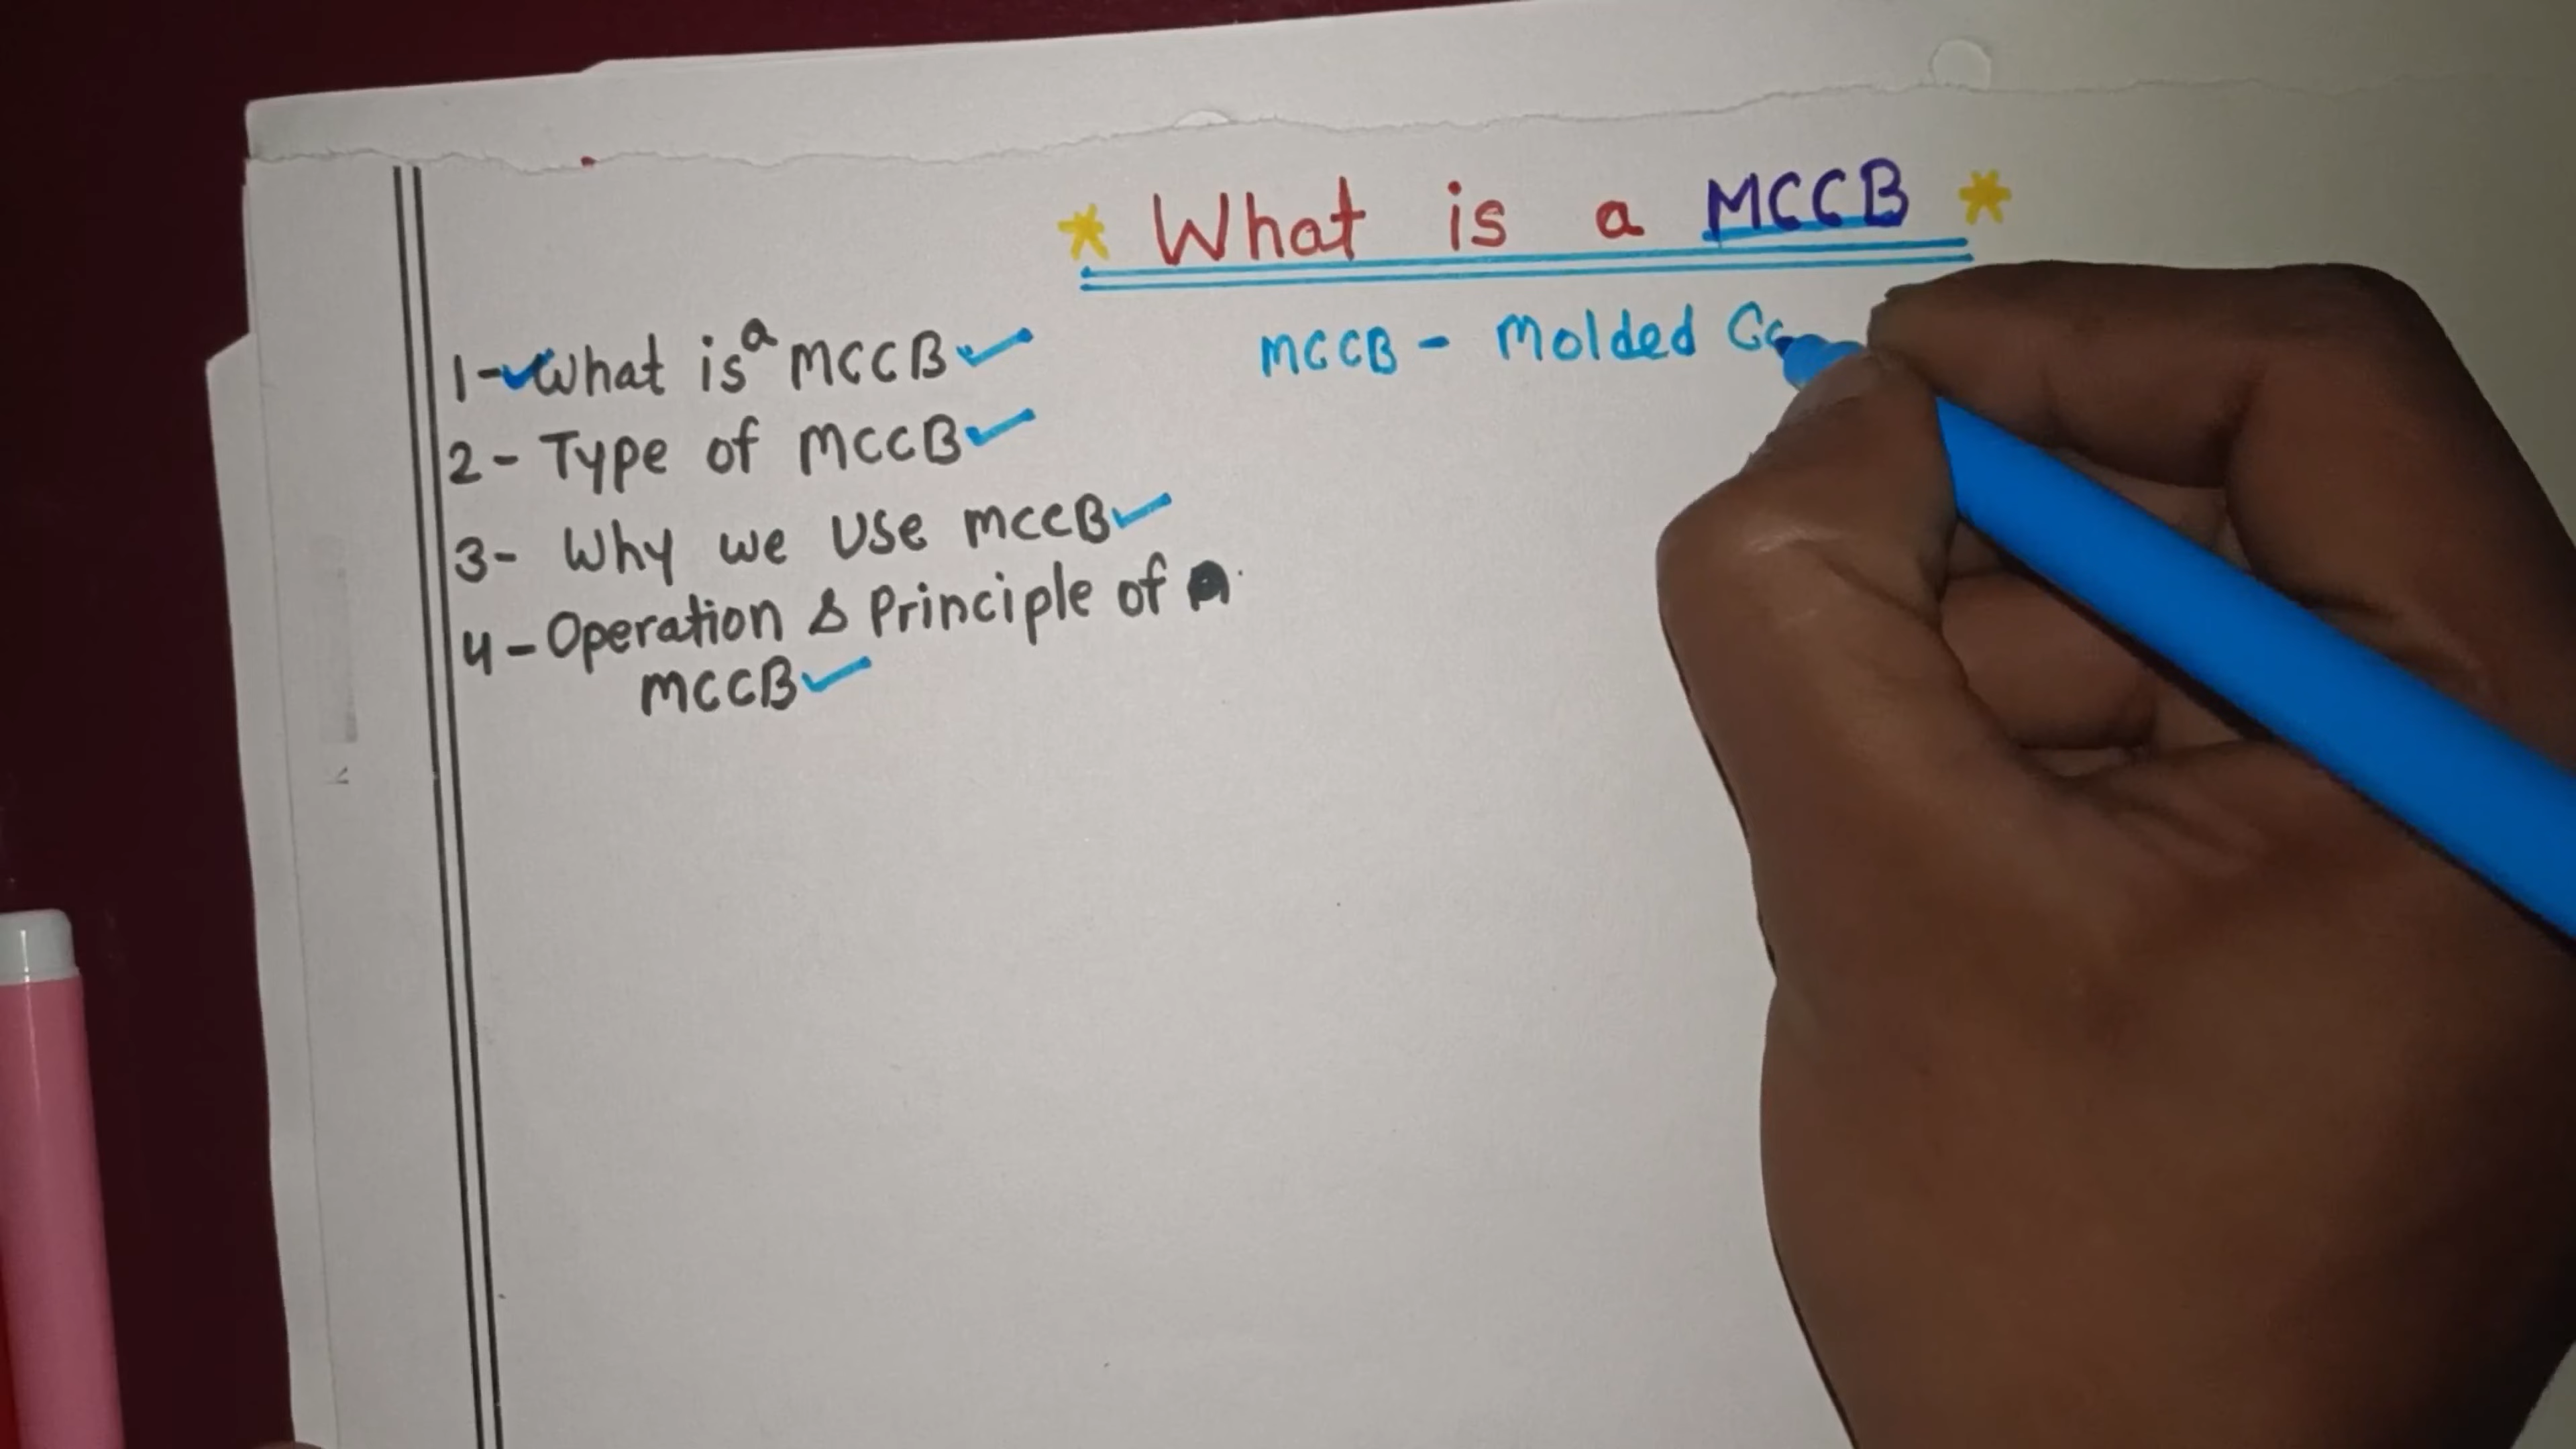 * What is a MCCB *
MCCB - Molded Ca
1- What is a MCCB
2- Type of MCCB
3- Why we Use MCCB
4- Operation & Principle of
MCCB